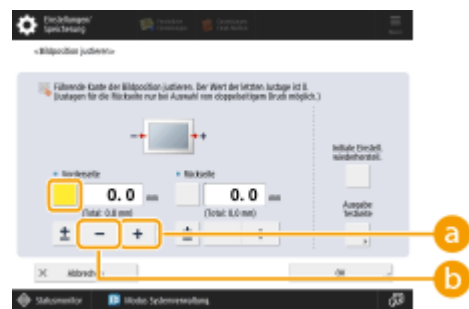 Einstellungen/
Speicherung
<Bildposition justieren>
Führende Kante der Bildposition justieren. Der Wert der letzten Justage ist 0.
(Justagen für die Rückseite nur bei Auswahl von doppelseitigem Druck möglich.)
- +
Initiale Einstell.
wiederherstell.
Vorderseite Rückseite
0.0 mm 0.0 mm
(Total: 0.0 mm) (Total: 0.0 mm)
Ausgabe
Testseite
± - + ±
a
b
Abbrechen OK
Statusmonitor Modus Systemverwaltung